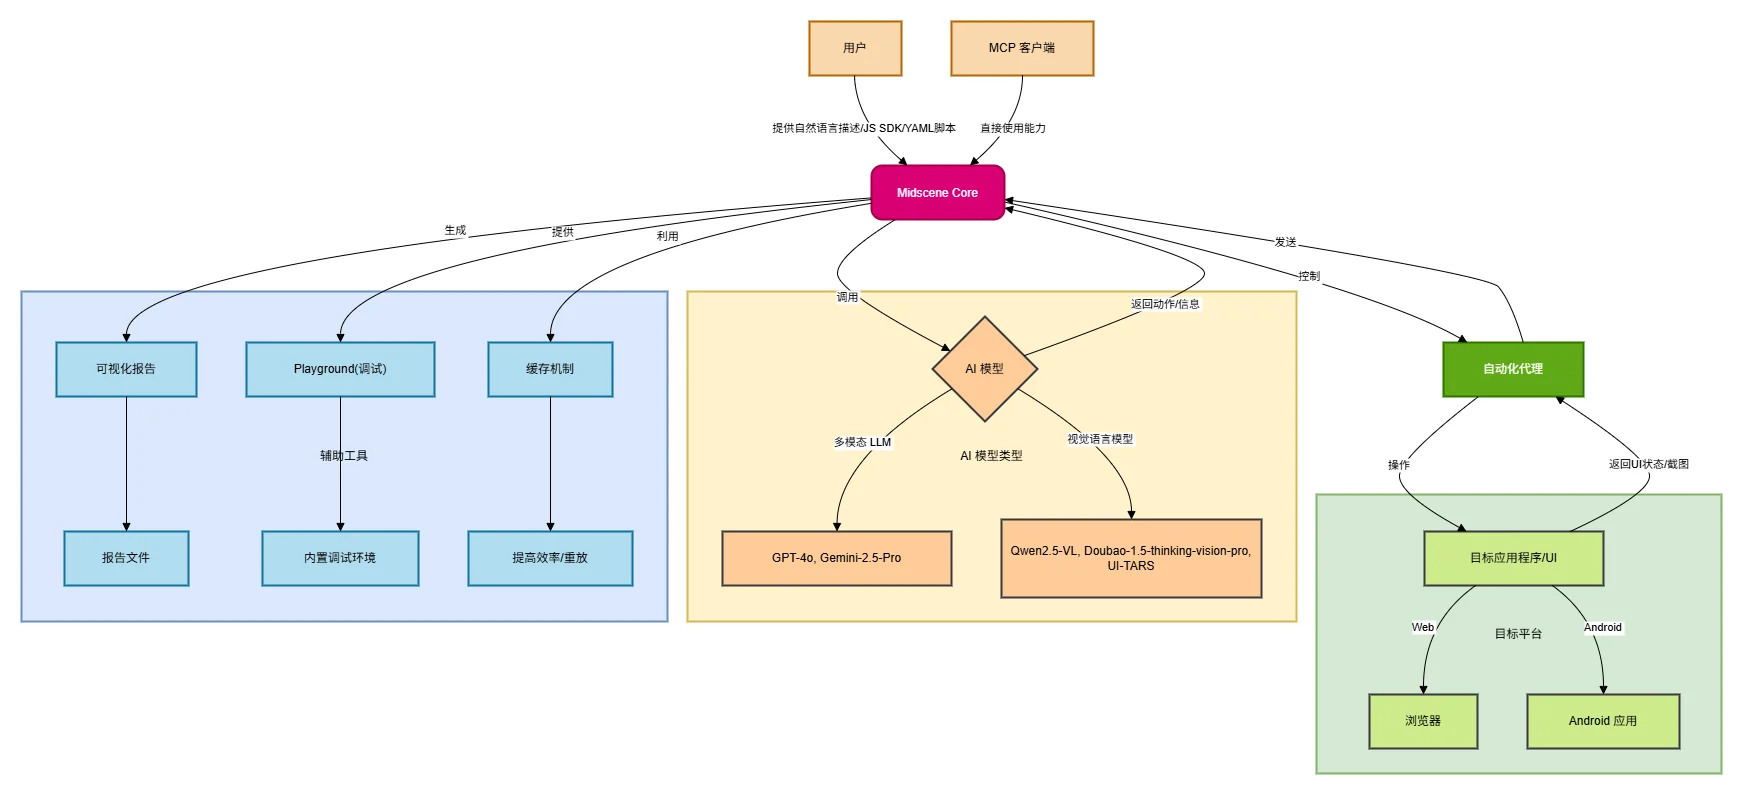 用户
MCP 客户端
提供自然语言描述/JS SDK/YAML脚本
直接使用能力
Midscene Core
生成
提供
利用
发送
控制
调用
返回动作/信息
可视化报告
Playground(调试)
缓存机制
AI 模型
自动化代理
多模态 LLM
视觉语言模型
辅助工具
AI 模型类型
操作
返回UI状态/截图
报告文件
内置调试环境
提高效率/重放
GPT-4o, Gemini-2.5-Pro
Qwen2.5-VL, Doubao-1.5-thinking-vision-pro,
UI-TARS
目标应用程序/UI
Web
目标平台
Android
浏览器
Android 应用